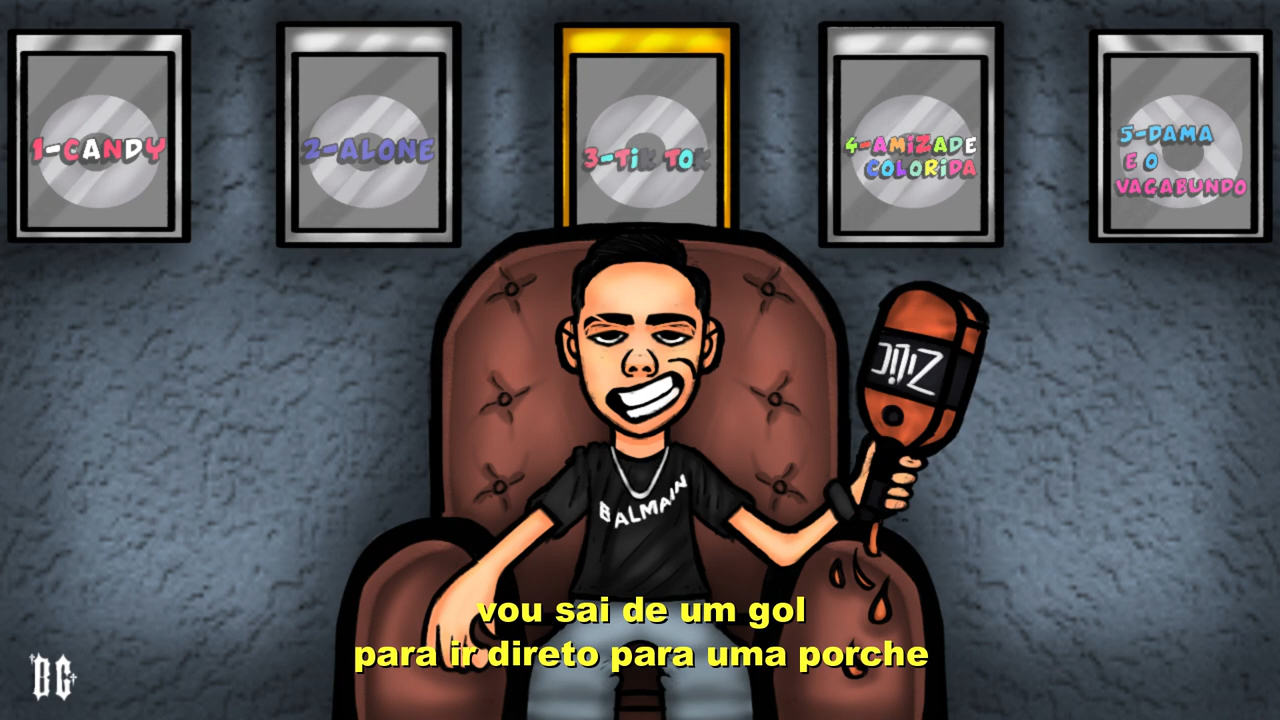 1-CANDY
2-ALONE
3-TiK TOK
4-AMiZADE
COLORiDA
5-DAMA
E O
VAGABUNDO
BALMAIN
vou sai de um gol
para ir direto para uma porche
BG